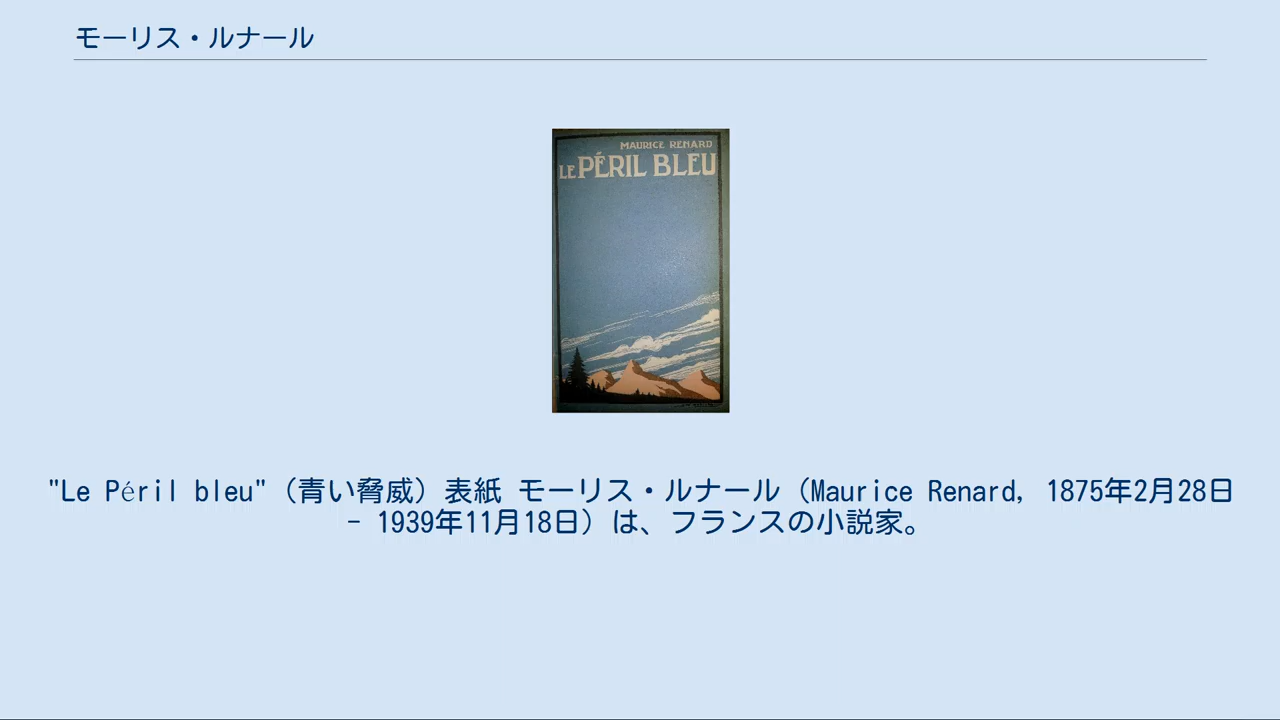 モーリス・ルナール
MAURICE RENARD
LE PÉRIL BLEU
"Le Péril bleu"（青い脅威）表紙 モーリス・ルナール（Maurice Renard, 1875年2月28日
- 1939年11月18日）は、フランスの小説家。